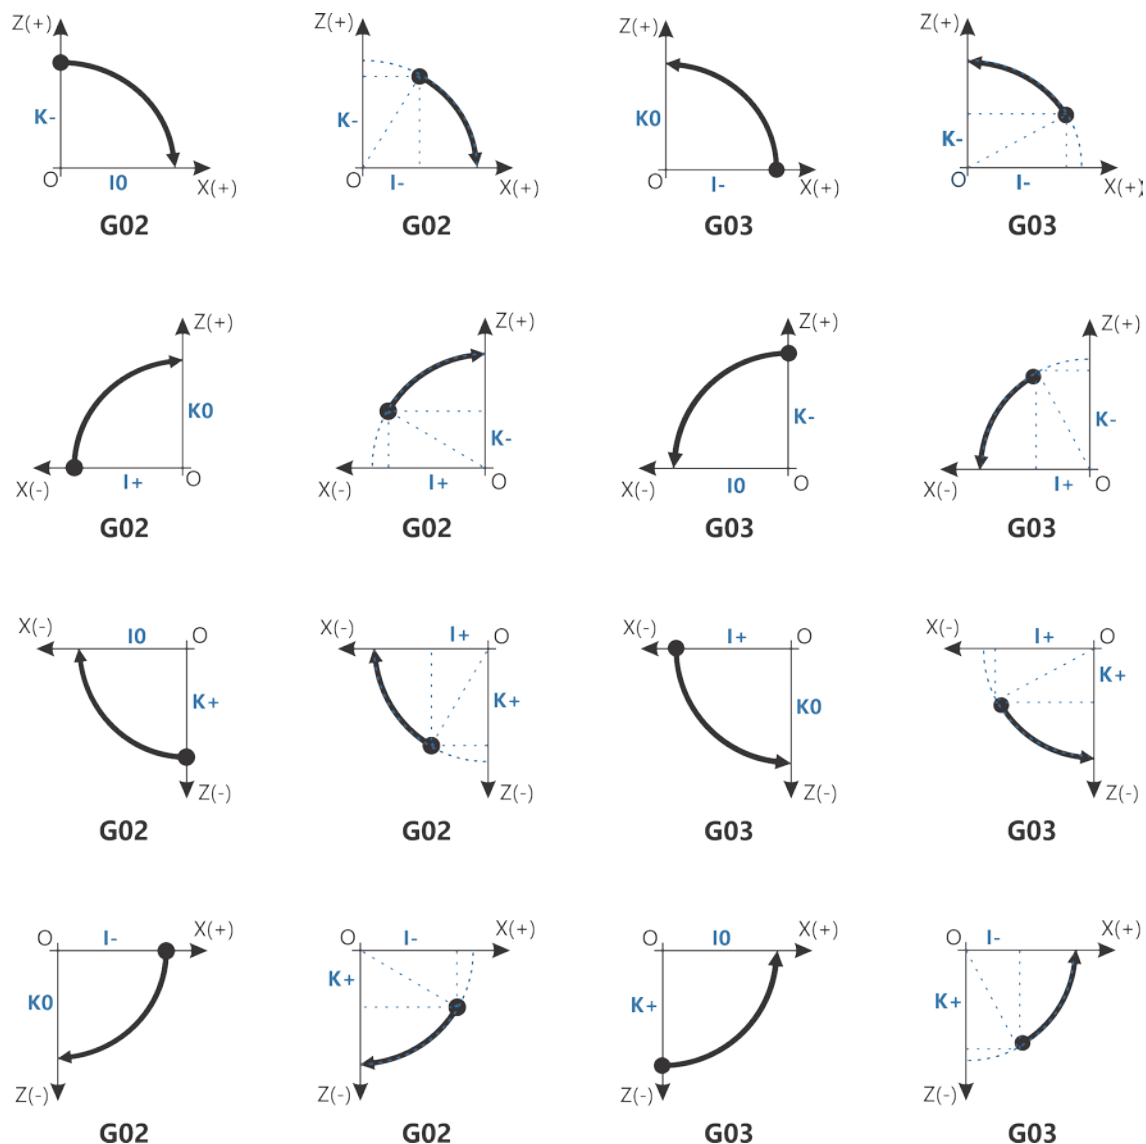 Z(+) Z(+) Z(+) Z(+)
K- K- K0 K-
O I0 X(+) O I- X(+) O I- X(+) O I- X(+)
G02 G02 G03 G03
Z(+) Z(+) Z(+) Z(+)
K0 K- K- K-
X(-) I+ O X(-) I+ O X(-) I0 O X(-) I+ O
G02 G02 G03 G03
X(-) I0 O X(-) I+ O X(-) I+ O X(-) I+ O
K+ K+ K0 K+
Z(-) Z(-) Z(-) Z(-)
G02 G02 G03 G03
O I- X(+) O I- X(+) O I0 X(+) O I- X(+)
K0 K+ K+ K+
Z(-) Z(-) Z(-) Z(-)
G02 G02 G03 G03